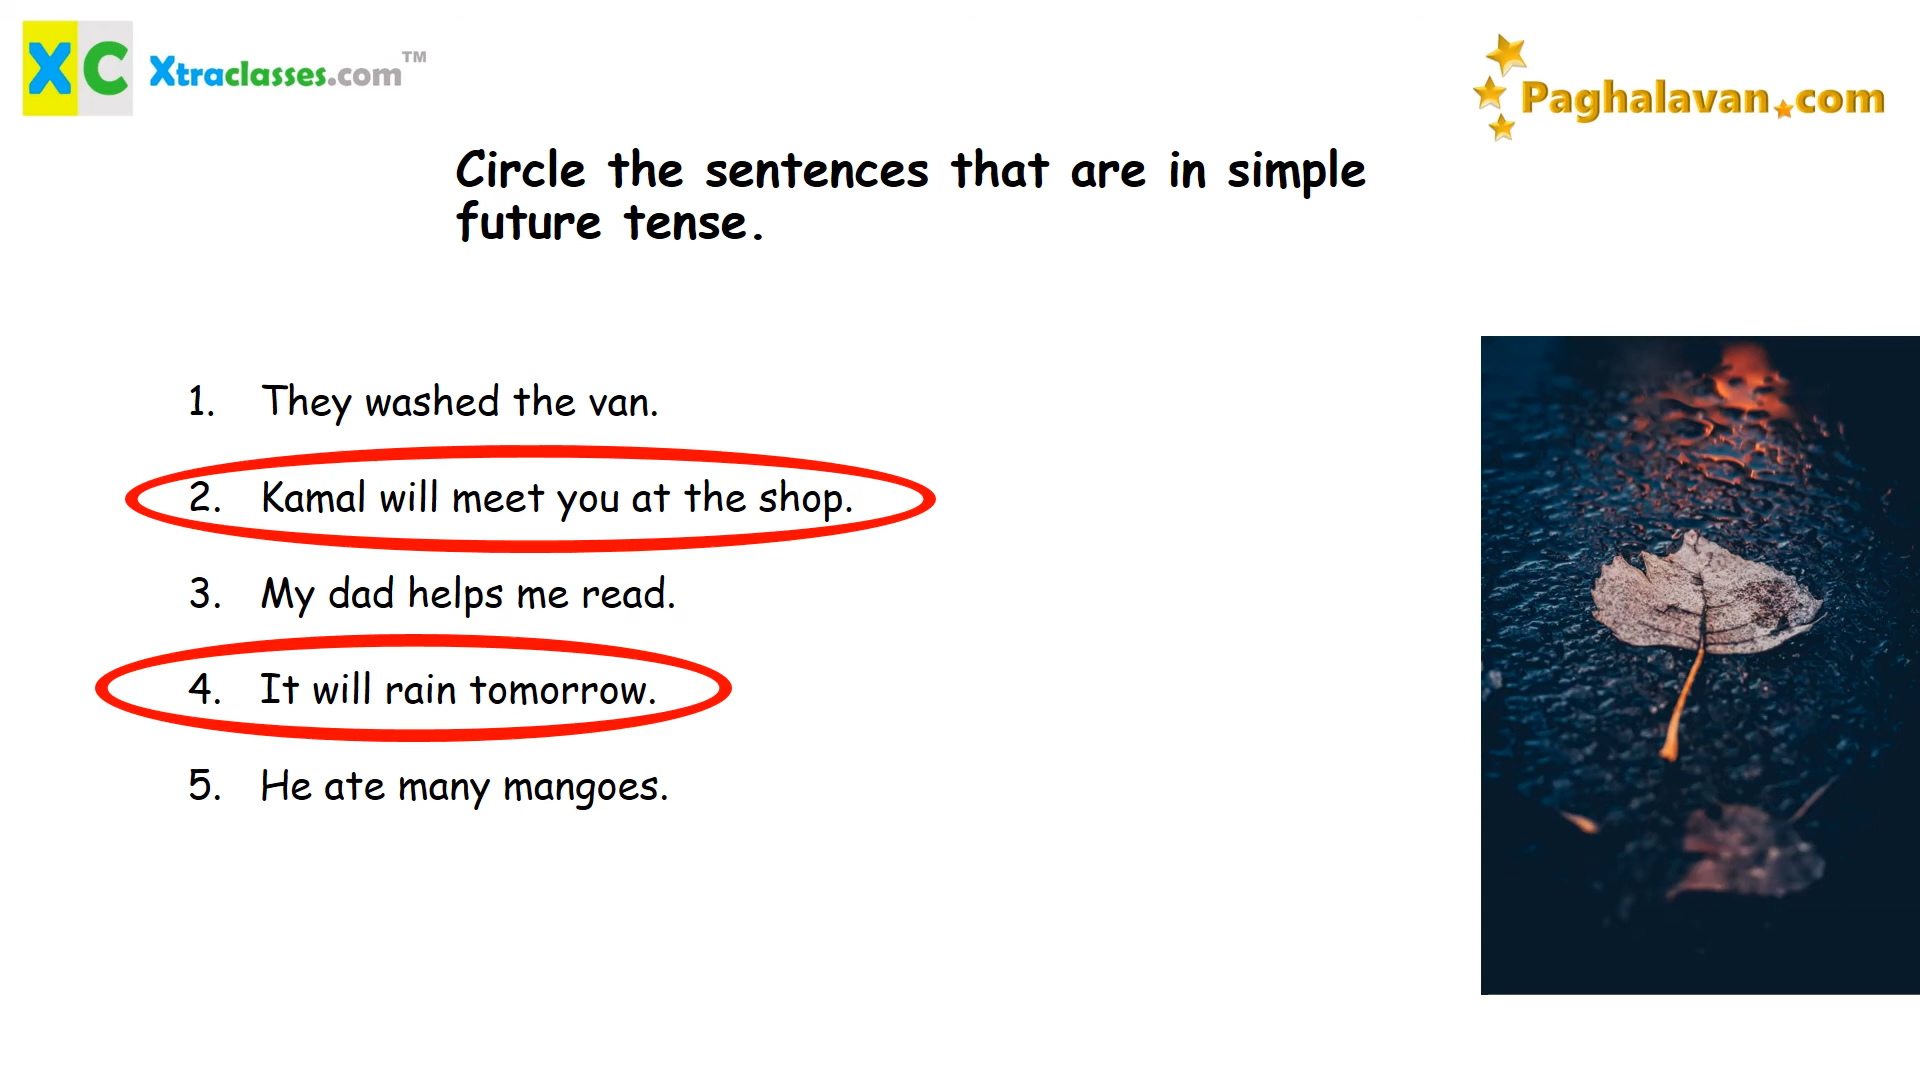 XC Xtraclasses.com™
Paghalavan.com
Circle the sentences that are in simple
future tense.
1. They washed the van.
2. Kamal will meet you at the shop.
3. My dad helps me read.
4. It will rain tomorrow.
5. He ate many mangoes.